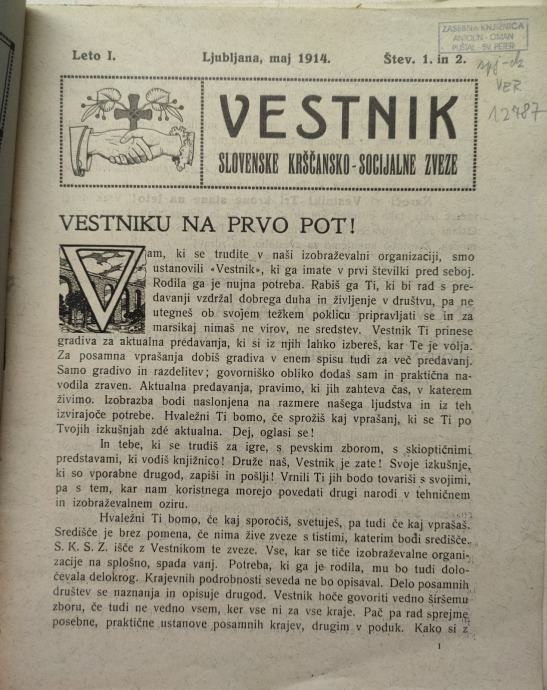 ZASEBNA KNJIŽNICA
ANTOLIN - OMAN
PUŠTAL - SV. PETER
Leto I. Ljubljana, maj 1914. Štev. 1. in 2.
VER
12787
VESTNIK
SLOVENSKE KRŠČANSKO-SOCIJALNE ZVEZE
VESTNIKU NA PRVO POT!
Vam, ki se trudite v naši izobraževalni organizaciji, smo
ustanovili «Vestnik», ki ga imate v prvi številki pred seboj.
Rodila ga je nujna potreba. Rabiš ga Ti, ki bi rad s pre-
davanji vzdržal dobrega duha in življenje v društvu, pa ne
utegneš ob svojem težkem poklicu pripravljati se in za
marsikaj nimaš ne virov, ne sredstev. Vestnik Ti prinese
gradiva za aktualna predavanja, ki si iz njih lahko izbereš, kar Te je volja.
Za posamna vprašanja dobiš gradiva v enem spisu tudi za več predavanj.
Samo gradivo in razdelitev; govorniško obliko dodaš sam in praktična na-
vodila zraven. Aktualna predavanja, pravimo, ki jih zahteva čas, v katerem
živimo. Izobrazba bodi naslonjena na razmere našega ljudstva in iz teh
izvirajoče potrebe. Hvaležni Ti bomo, če sprožiš kaj vprašanj, ki se Ti po
Tvojih izkušnjah zdé aktualna. Dej, oglasi se!
In tebe, ki se trudiš za igre, s pevskim zborom, s skioptičnimi
predstavami, ki vodiš knjižnico! Druže naš, Vestnik je zate! Svoje izkušnje,
ki so vporabne drugod, zapiši in pošlji! Vrnili Ti jih bodo tovariši s svojimi,
pa s tem, kar nam koristnega morejo povedati drugi narodi v tehničnem
in izobraževalnem oziru.
Hvaležni Ti bomo, če kaj sporočiš, svetuješ, pa tudi če kaj vprašaš.
Središče je brez pomena, če nima žive zveze s tistimi, katerim bodi središče.
S. K. S. Z. išče z Vestnikom te zveze. Vse, kar se tiče izobraževalne organi-
zacije na splošno, spada vanj. Potreba, ki ga je rodila, mu bo tudi dolo-
čevala delokrog. Krajevnih podrobnosti seveda ne bo opisaval. Delo posamnih
društev se naznanja in opisuje drugod. Vestnik hoče govoriti vedno širšemu
zboru, če tudi ne vedno vsem, ker vse ni za vse kraje. Pač pa rad sprejme
posebne, praktične ustanove posamnih krajev, drugim v poduk. Kako si z
1